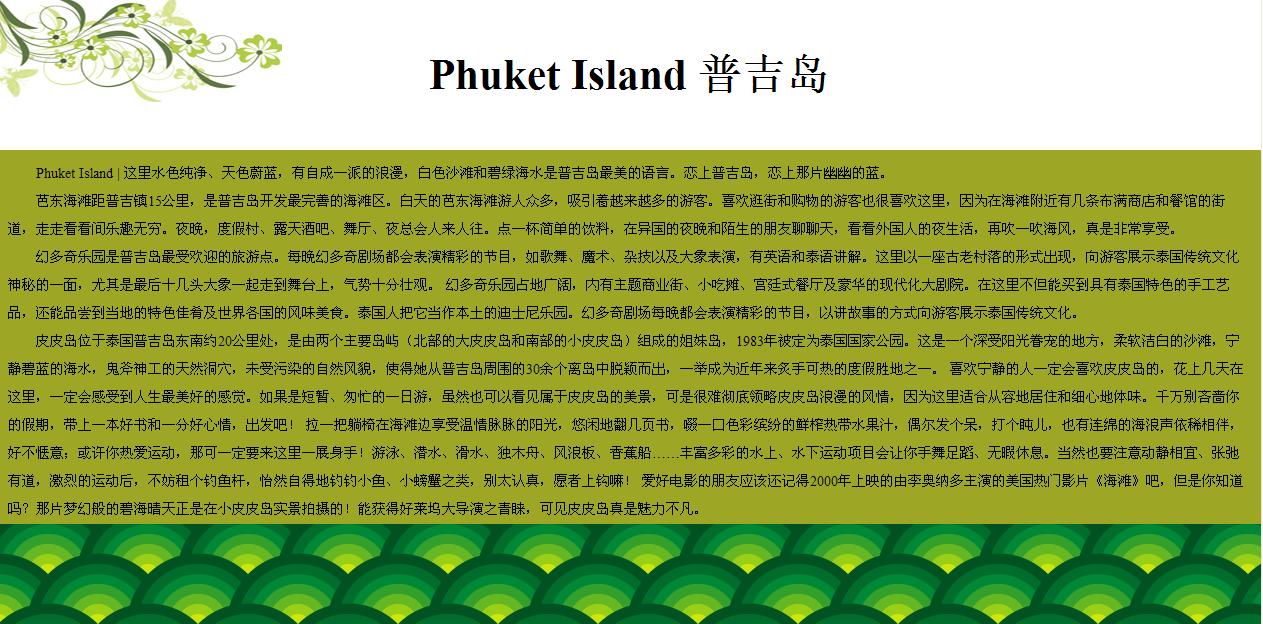 Phuket Island 普吉岛
Phuket Island | 这里水色纯净、天色蔚蓝，有自成一派的浪漫，白色沙滩和碧绿海水是普吉岛最美的语言。恋上普吉岛，恋上那片幽幽的蓝。
芭东海滩距普吉镇15公里，是普吉岛开发最完善的海滩区。白天的芭东海滩游人众多，吸引着越来越多的游客。喜欢逛街和购物的游客也很喜欢这里，因为在海滩附近有几条布满商店和餐馆的街
道，走走看看间乐趣无穷。夜晚，度假村、露天酒吧、舞厅、夜总会人来人往。点一杯简单的饮料，在异国的夜晚和陌生的朋友聊聊天，看看外国人的夜生活，再吹一吹海风，真是非常享受。
幻多奇乐园是普吉岛最受欢迎的旅游点。每晚幻多奇剧场都会表演精彩的节目，如歌舞、魔术、杂技以及大象表演，有英语和泰语讲解。这里以一座古老村落的形式出现，向游客展示泰国传统文化
神秘的一面，尤其是最后十几头大象一起走到舞台上，气势十分壮观。 幻多奇乐园占地广阔，内有主题商业街、小吃摊、宫廷式餐厅及豪华的现代化大剧院。在这里不但能买到具有泰国特色的手工艺
品，还能品尝到当地的特色佳肴及世界各国的风味美食。泰国人把它当作本土的迪士尼乐园。幻多奇剧场每晚都会表演精彩的节目，以讲故事的方式向游客展示泰国传统文化。
皮皮岛位于泰国普吉岛东南约20公里处，是由两个主要岛屿（北部的大皮皮岛和南部的小皮皮岛）组成的姐妹岛，1983年被定为泰国国家公园。这是一个深受阳光眷宠的地方，柔软洁白的沙滩，宁
静碧蓝的海水，鬼斧神工的天然洞穴，未受污染的自然风貌，使得她从普吉岛周围的30余个离岛中脱颖而出，一举成为近年来炙手可热的度假胜地之一。 喜欢宁静的人一定会喜欢皮皮岛的，花上几天在
这里，一定会感受到人生最美好的感觉。如果是短暂、匆忙的一日游，虽然也可以看见属于皮皮岛的美景，可是很难彻底领略皮皮岛浪漫的风情，因为这里适合从容地居住和细心地体味。千万别吝啬你
的假期，带上一本好书和一分好心情，出发吧！ 拉一把躺椅在海滩边享受温情脉脉的阳光，悠闲地翻几页书，啜一口色彩缤纷的鲜榨热带水果汁，偶尔发个呆，打个盹儿，也有连绵的海浪声依稀相伴，
好不惬意；或许你热爱运动，那可一定要来这里一展身手！游泳、潜水、滑水、独木舟、风浪板、香蕉船……丰富多彩的水上、水下运动项目会让你手舞足蹈、无暇休息。当然也要注意动静相宜、张弛
有道，激烈的运动后，不妨租个钓鱼杆，怡然自得地钓钓小鱼、小螃蟹之类，别太认真，愿者上钩嘛！ 爱好电影的朋友应该还记得2000年上映的由李奥纳多主演的美国热门影片《海滩》吧，但是你知道
吗？那片梦幻般的碧海晴天正是在小皮皮岛实景拍摄的！能获得好莱坞大导演之青睐，可见皮皮岛真是魅力不凡。